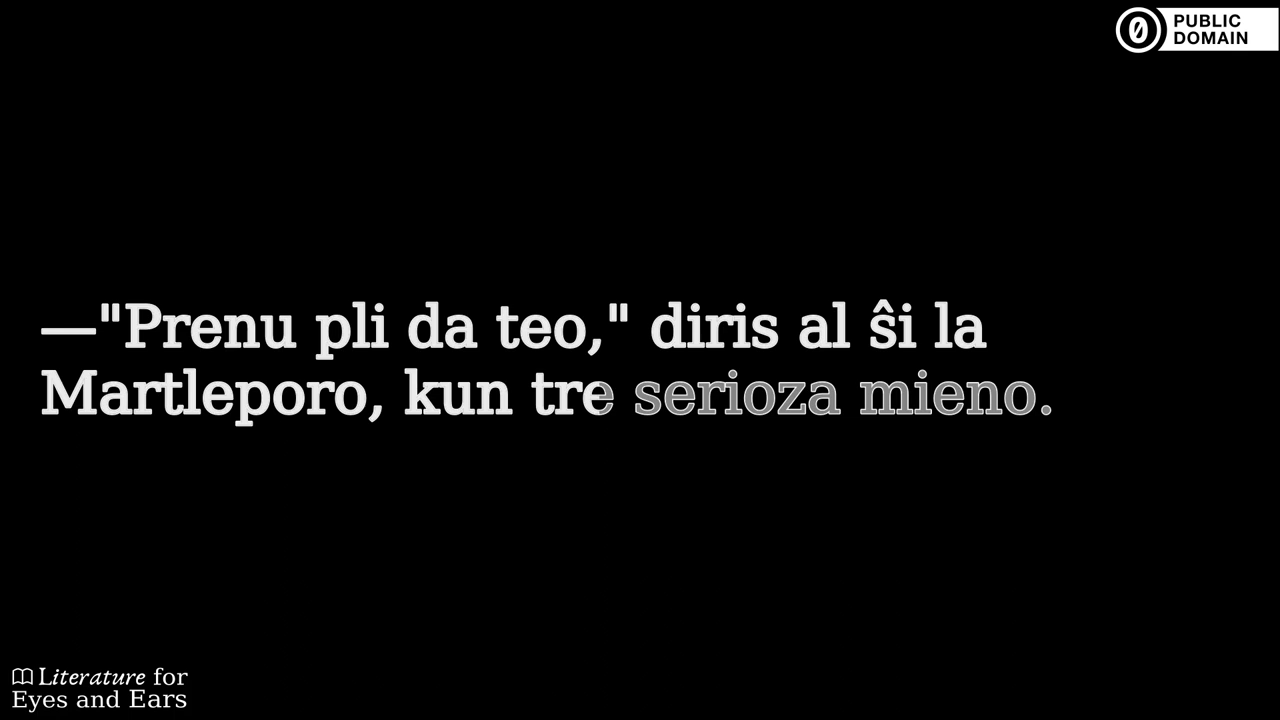 PUBLIC
DOMAIN
—"Prenu pli da teo," diris al ŝi la
Martleporo, kun tre serioza mieno.
Literature for
Eyes and Ears